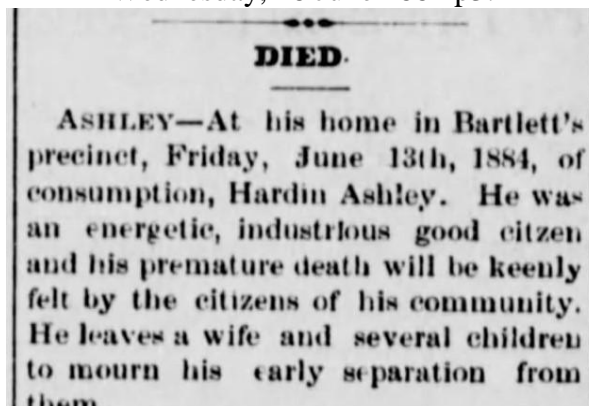 DIED.
ASHLEY—At his home in Bartlett's
precinct, Friday, June 13th, 1884, of
consumption, Hardin Ashley. He was
an energetic, industrious good citzen
and his premature death will be keenly
felt by the citizens of his community.
He leaves a wife and several children
to mourn his early separation from
them